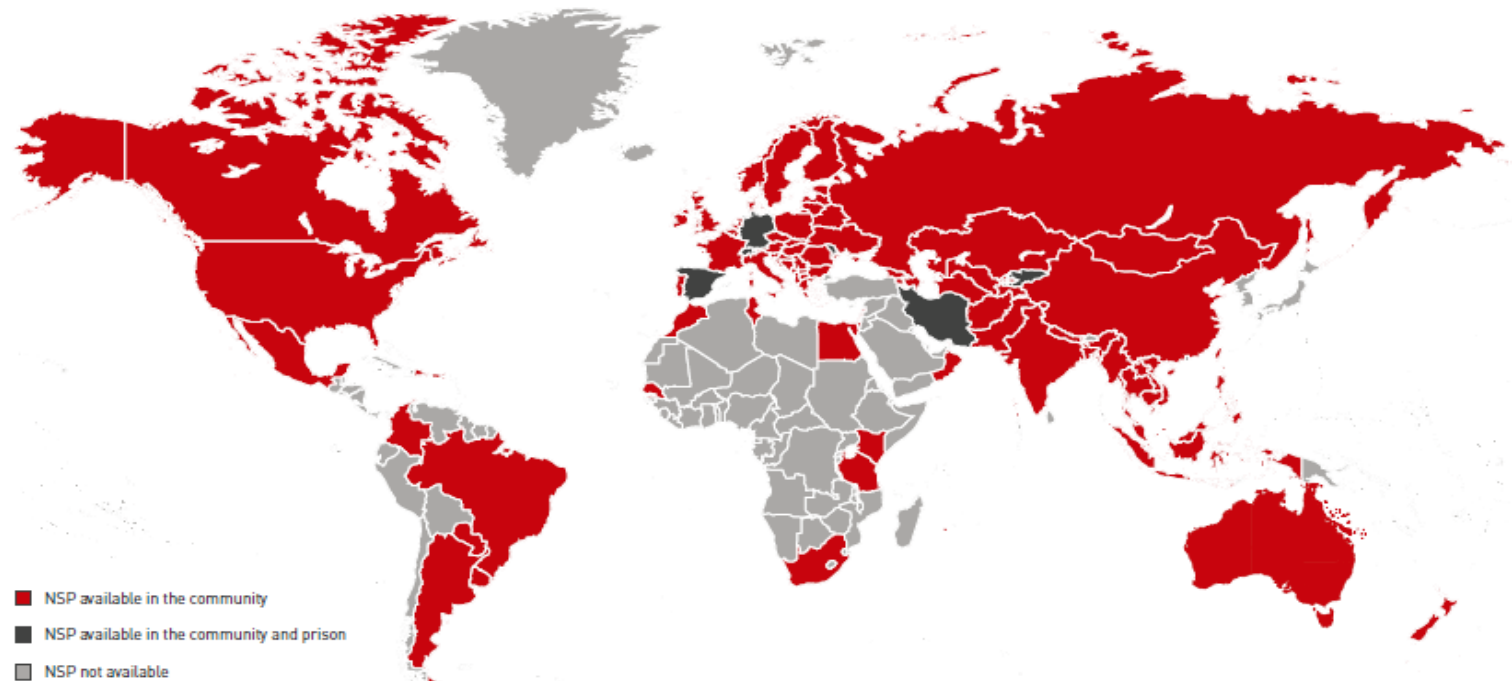 NSP available in the community
NSP available in the community and prison
NSP not available